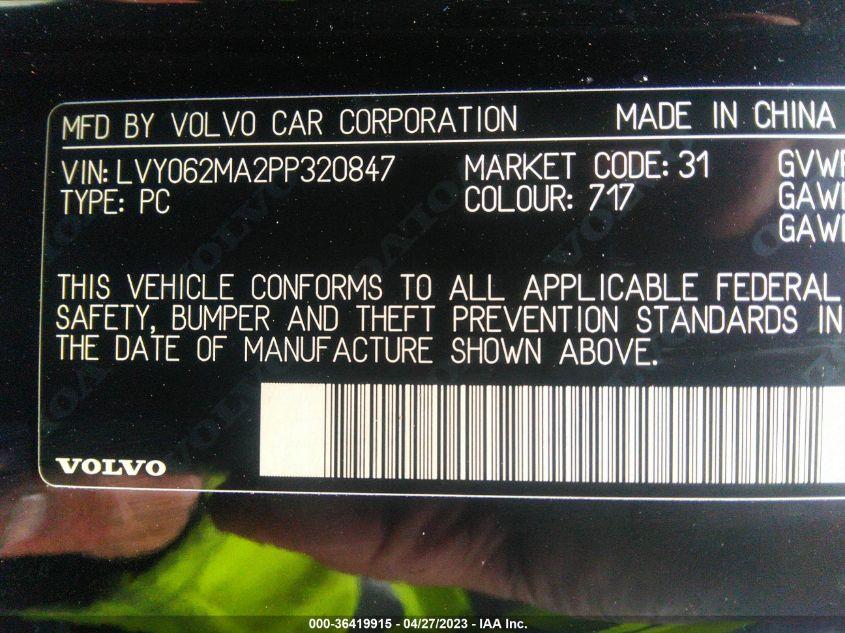 MFD BY VOLVO CAR CORPORATION MADE IN CHINA
VIN: LVY062MA2PP320847 MARKET CODE: 31
TYPE: PC COLOUR: 717
THIS VEHICLE CONFORMS TO ALL APPLICABLE FEDERAL
SAFETY, BUMPER AND THEFT PREVENTION STANDARDS IN
THE DATE OF MANUFACTURE SHOWN ABOVE.
VOLVO
000-36419915 - 04/27/2023 - IAA Inc.